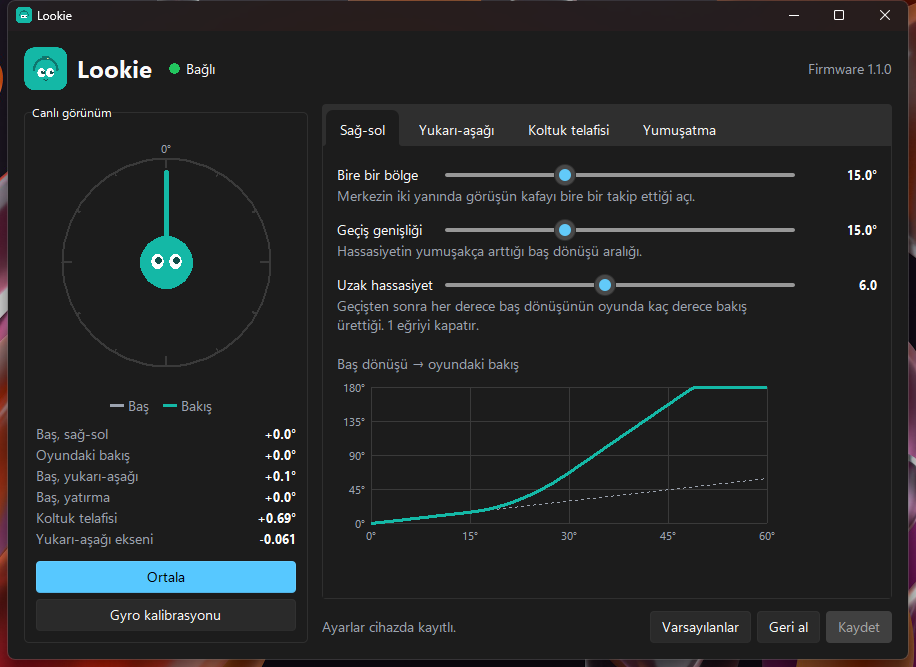 Lookie
Lookie
Bağlı
Firmware 1.1.0
Canlı görünüm
0°
Baş
Bakış
Baş, sağ-sol +0.0°
Oyundaki bakış +0.0°
Baş, yukarı-aşağı +0.1°
Baş, yatırma +0.0°
Koltuk telafisi +0.69°
Yukarı-aşağı ekseni -0.061
Ortala
Gyro kalibrasyonu
Sağ-sol Yukarı-aşağı Koltuk telafisi Yumuşatma
Bire bir bölge 15.0°
Merkezin iki yanında görüşün kafayı bire bir takip ettiği açı.
Geçiş genişliği 15.0°
Hassasiyetin yumuşakça arttığı baş dönüşü aralığı.
Uzak hassasiyet 6.0
Geçişten sonra her derece baş dönüşünün oyunda kaç derece bakış
ürettiği. 1 eğriyi kapatır.
Baş dönüşü → oyundaki bakış
180°
135°
90°
45°
0°
0° 15° 30° 45° 60°
Ayarlar cihazda kayıtlı.
Varsayılanlar Geri al Kaydet